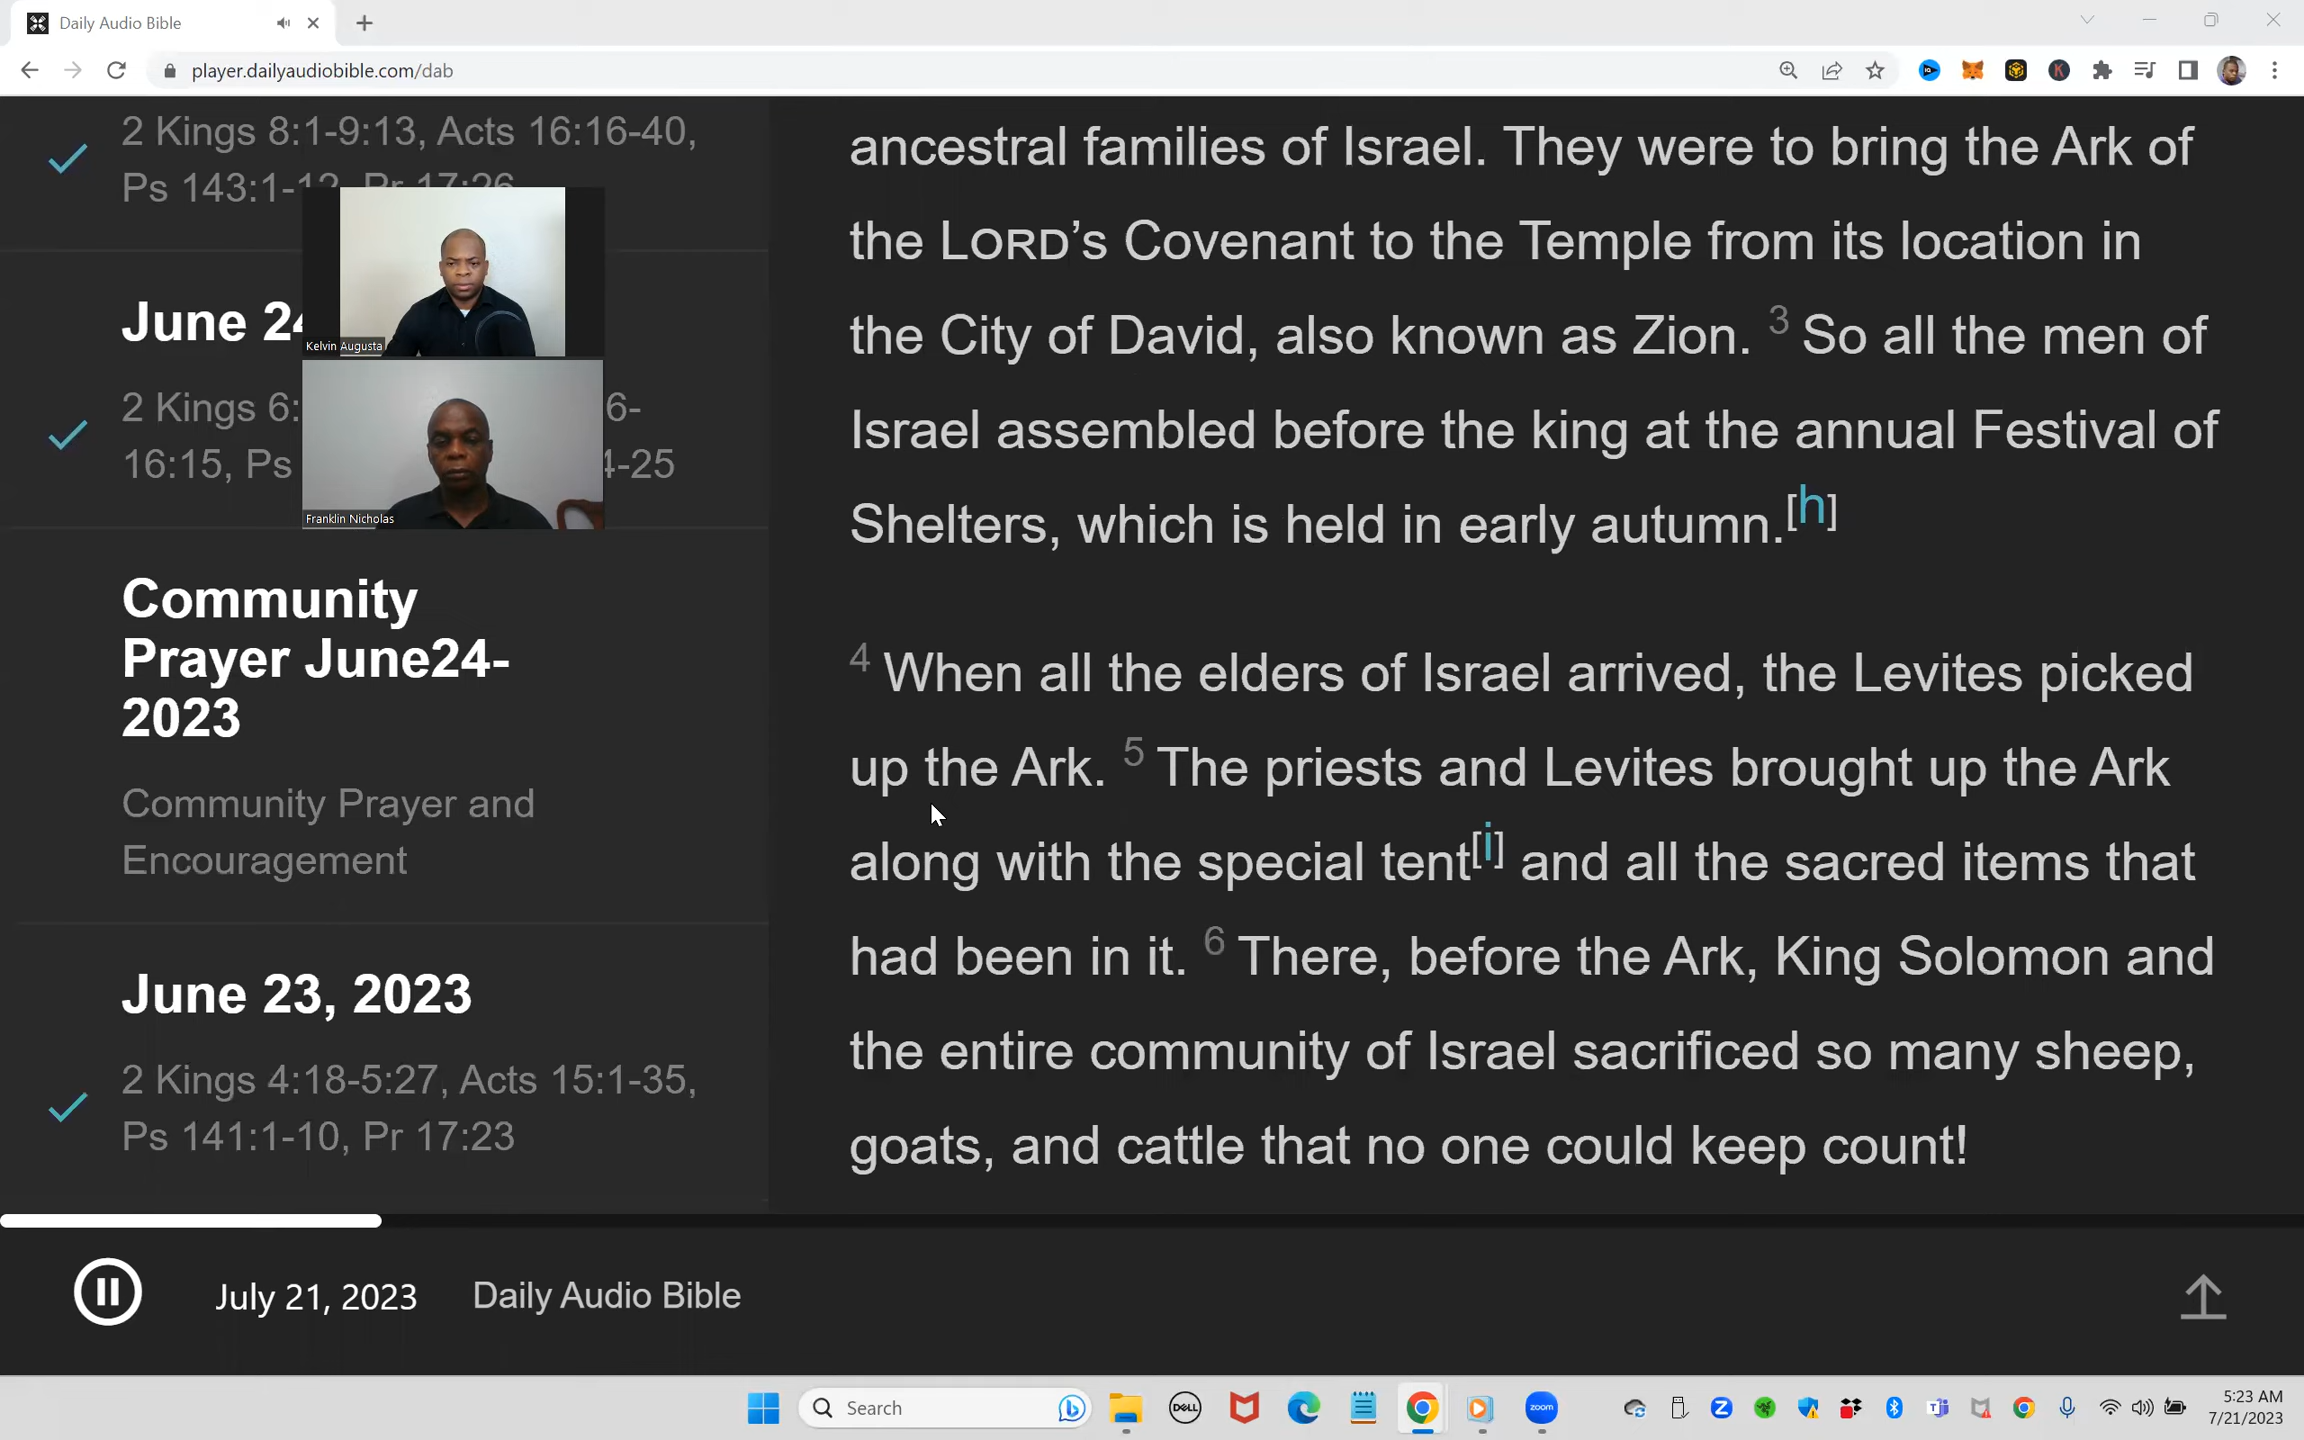 Daily Audio Bible
player.dailyaudiobible.com/dab
2 Kings 8:1-9:13, Acts 16:16-40,
Ps 143:1-12, Pr 17:26
June 24
2 Kings 6: 6-
16:15, Ps 4-25
Kelvin Augusta
Franklin Nicholas
Community
Prayer June24-
2023
Community Prayer and
Encouragement
June 23, 2023
2 Kings 4:18-5:27, Acts 15:1-35,
Ps 141:1-10, Pr 17:23
ancestral families of Israel. They were to bring the Ark of
the LORD’s Covenant to the Temple from its location in
the City of David, also known as Zion. 3 So all the men of
Israel assembled before the king at the annual Festival of
Shelters, which is held in early autumn.[h]
4 When all the elders of Israel arrived, the Levites picked
up the Ark. 5 The priests and Levites brought up the Ark
along with the special tent[i] and all the sacred items that
had been in it. 6 There, before the Ark, King Solomon and
the entire community of Israel sacrificed so many sheep,
goats, and cattle that no one could keep count!
July 21, 2023 Daily Audio Bible
Search
DELL
zoom
5:23 AM
7/21/2023